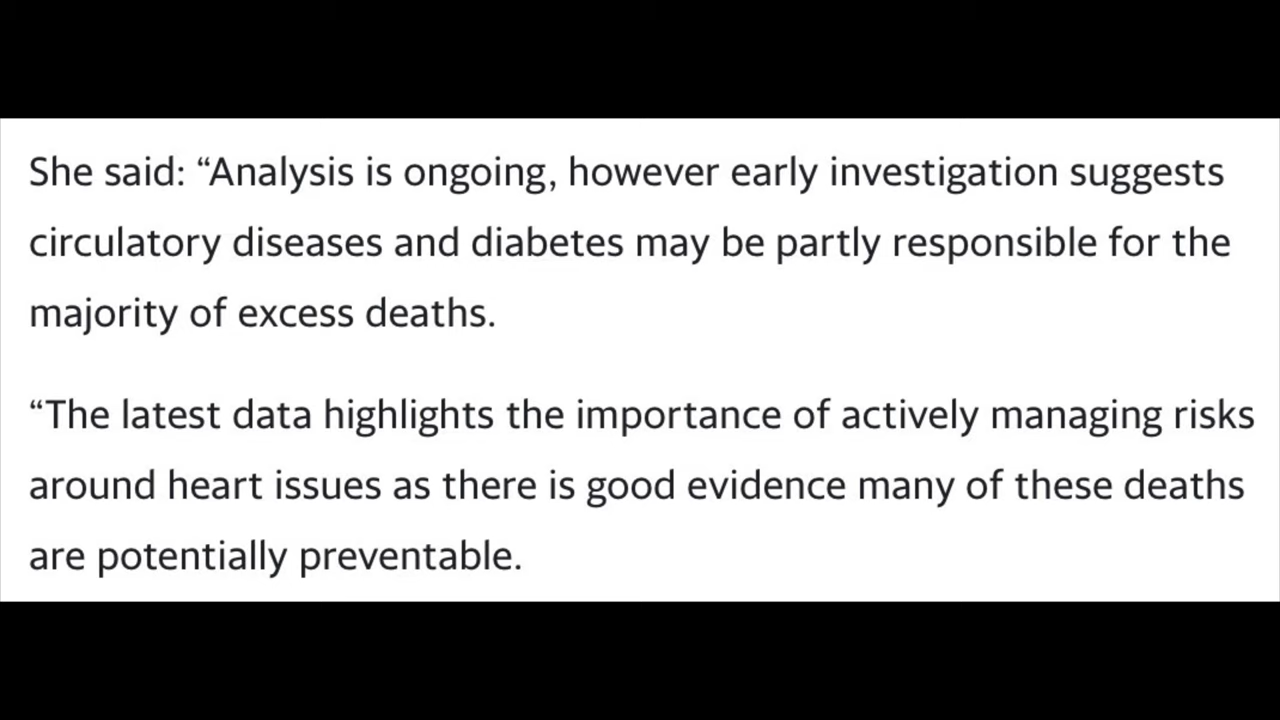 She said: “Analysis is ongoing, however early investigation suggests
circulatory diseases and diabetes may be partly responsible for the
majority of excess deaths.
“The latest data highlights the importance of actively managing risks
around heart issues as there is good evidence many of these deaths
are potentially preventable.